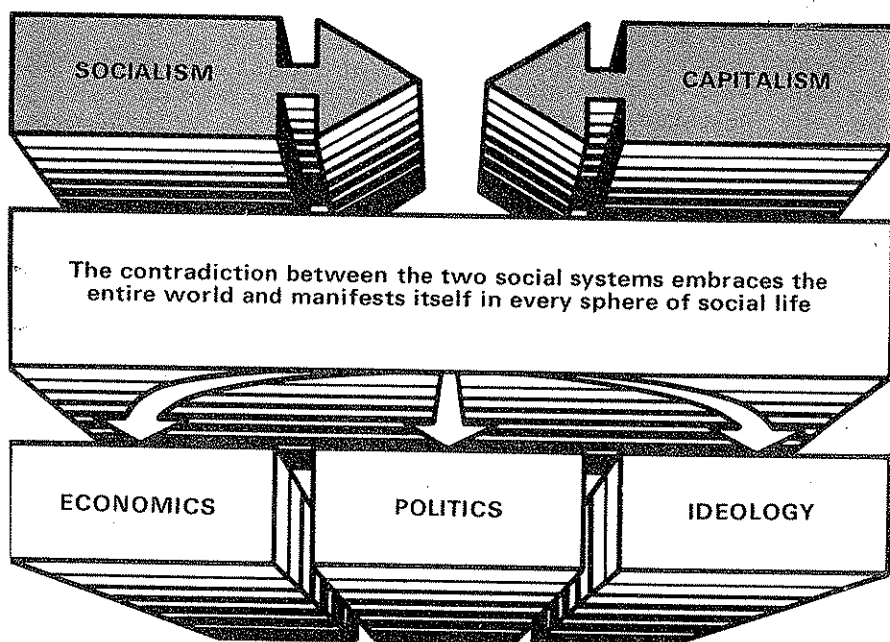 SOCIALISM
CAPITALISM
The contradiction between the two social systems embraces the
entire world and manifests itself in every sphere of social life
ECONOMICS
POLITICS
IDEOLOGY